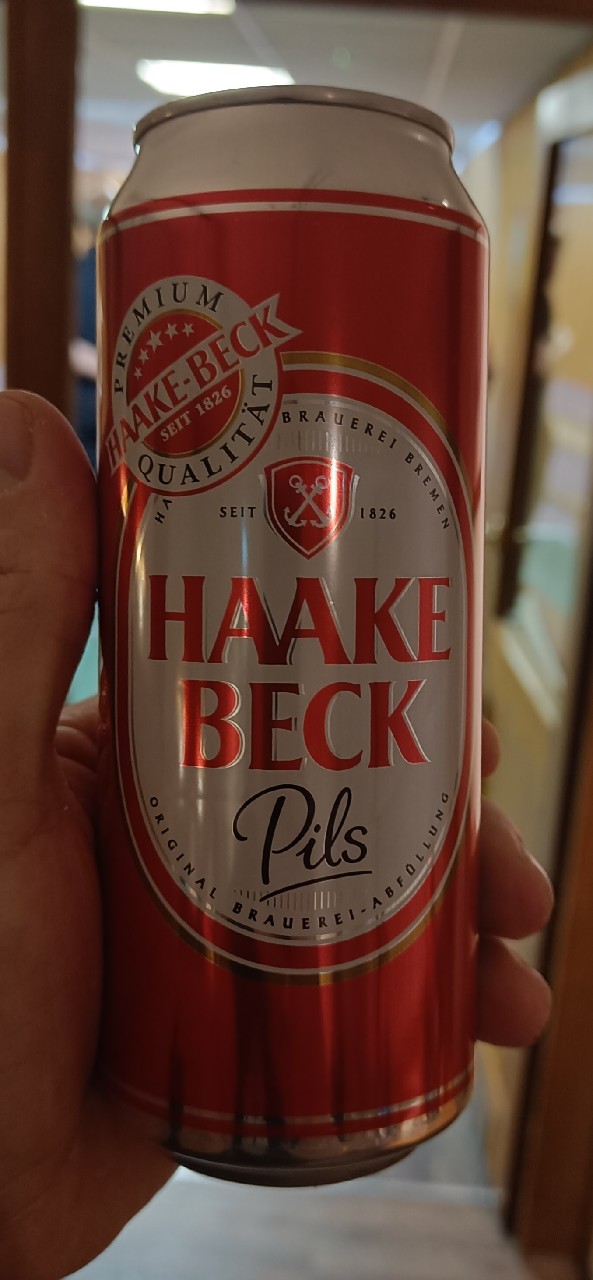 PREMIUM
HAAKE-BECK
SEIT 1826
QUALITÄT
BRAUEREI BREMEN
SEIT 1826
HAAKE
BECK
Pils
ORIGINAL BRAUEREI-ABFÜLLUNG